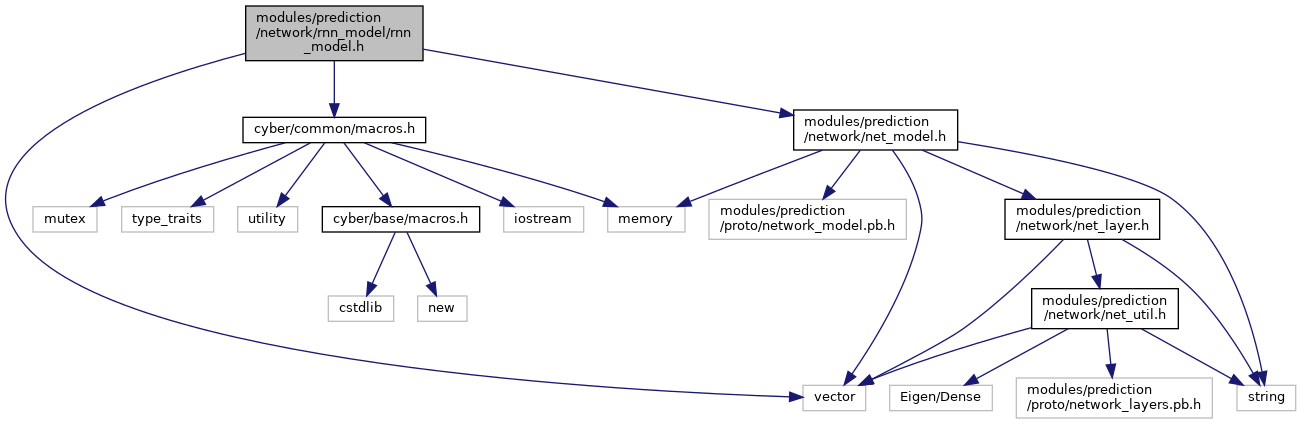 modules/prediction
/network/rnn_model/rnn
_model.h
cyber/common/macros.h
modules/prediction
/network/net_model.h
mutex
type_traits
utility
cyber/base/macros.h
iostream
memory
modules/prediction
/proto/network_model.pb.h
modules/prediction
/network/net_layer.h
cstdlib
new
modules/prediction
/network/net_util.h
vector
Eigen/Dense
modules/prediction
/proto/network_layers.pb.h
string